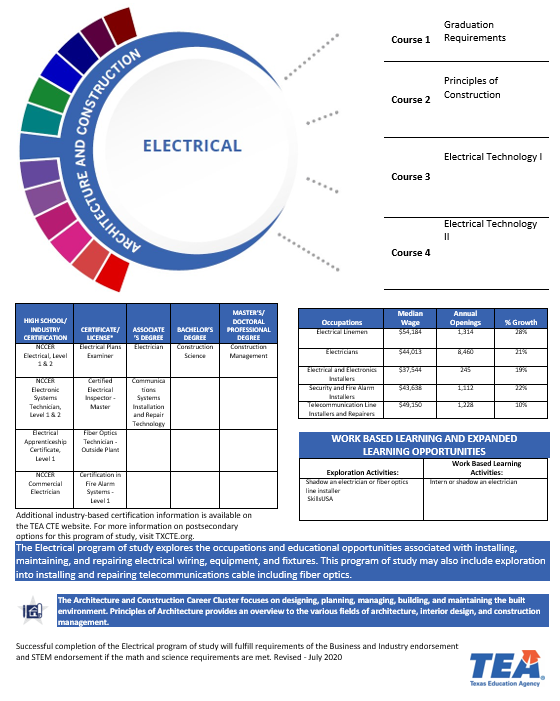 ARCHITECTURE AND CONSTRUCTION
ELECTRICAL
Course 1
Graduation
Requirements
Course 2
Principles of
Construction
Course 3
Electrical Technology I
Course 4
Electrical Technology
II
HIGH SCHOOL/
INDUSTRY
CERTIFICATION
CERTIFICATE/
LICENSE*
ASSOCIATE
'S DEGREE
BACHELOR'S
DEGREE
MASTER'S/
DOCTORAL
PROFESSIONAL
DEGREE
NCCER
Electrical, Level
1 & 2
Electrical Plans
Examiner
Electrician
Construction
Science
Construction
Management
NCCER
Electronic
Systems
Technician,
Level 1 & 2
Certified
Electrical
Inspector -
Master
Communica
tions
Systems
Installation
and Repair
Technology
Electrical
Apprenticeship
Certificate,
Level 1
Fiber Optics
Technician -
Outside Plant
NCCER
Commercial
Electrician
Certification in
Fire Alarm
Systems -
Level 1
Additional industry-based certification information is available on
the TEA CTE website. For more information on postsecondary
options for this program of study, visit TXCTE.org.
Occupations
Median
Wage
Annual
Openings
% Growth
Electrical Linemen
$54,184
1,314
28%
Electricians
$44,013
8,460
21%
Electrical and Electronics
Installers
$37,544
245
19%
Security and Fire Alarm
Installers
$43,638
1,112
22%
Telecommunication Line
Installers and Repairers
$49,150
1,228
10%
WORK BASED LEARNING AND EXPANDED
LEARNING OPPORTUNITIES
Exploration Activities:
Work Based Learning
Activities:
Shadow an electrician or fiber optics
line installer
SkillsUSA
Intern or shadow an electrician
The Electrical program of study explores the occupations and educational opportunities associated with installing,
maintaining, and repairing electrical wiring, equipment, and fixtures. This program of study may also include exploration
into installing and repairing telecommunications cable including fiber optics.
The Architecture and Construction Career Cluster focuses on designing, planning, managing, building, and maintaining the built
environment. Principles of Architecture provides an overview to the various fields of architecture, interior design, and construction
management.
Successful completion of the Electrical program of study will fulfill requirements of the Business and Industry endorsement
and STEM endorsement if the math and science requirements are met. Revised - July 2020
TEA
Texas Education Agency